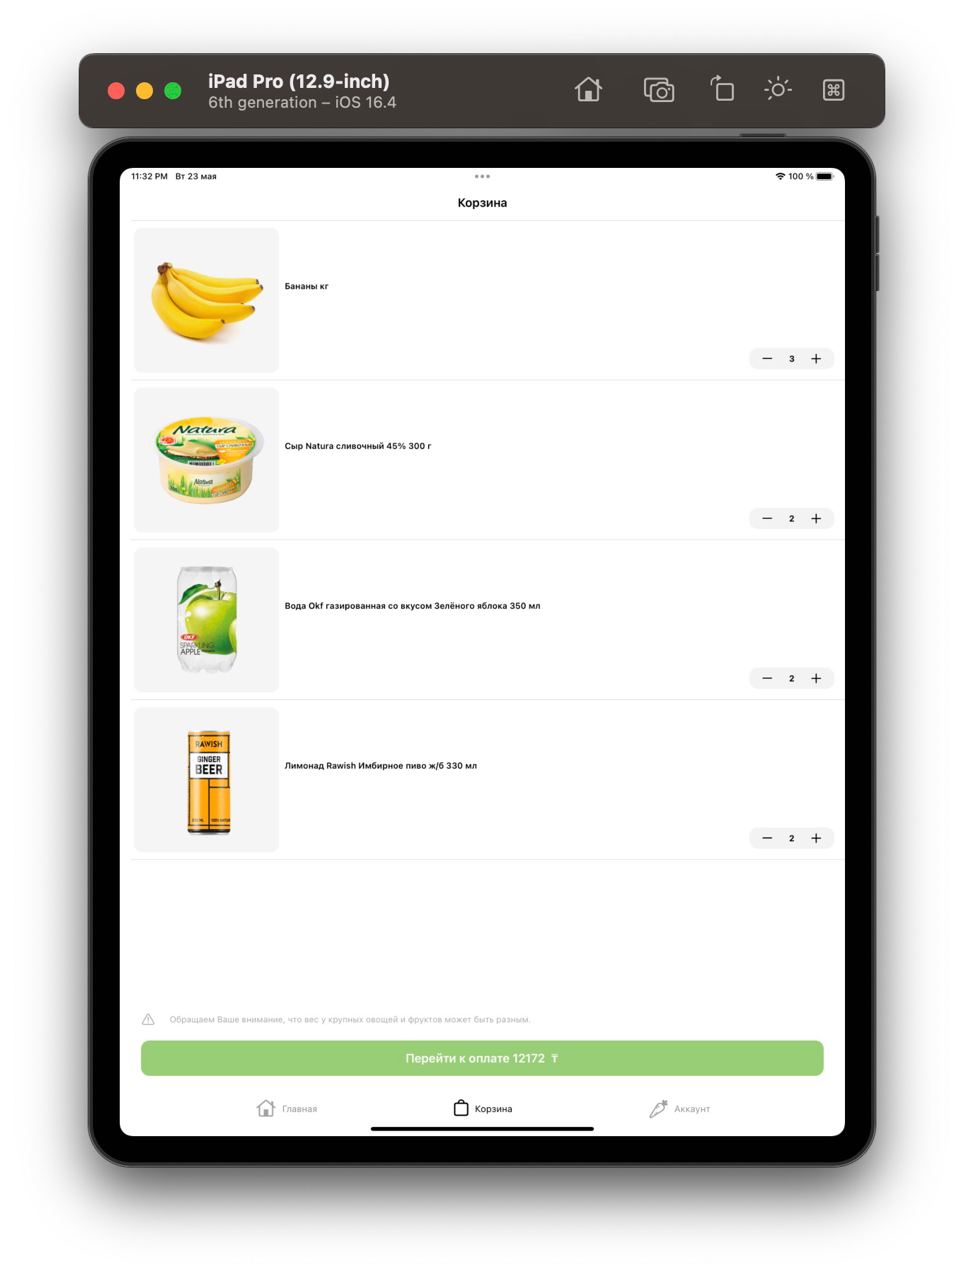 iPad Pro (12.9-inch)
6th generation – iOS 16.4
11:32 PM Вт 23 мая
100 %
Корзина
Бананы кг
3
Natura
Natura
Сыр Natura сливочный 45% 300 г
2
OKF
SPARKLING
APPLE
Вода Okf газированная со вкусом Зелёного яблока 350 мл
2
RAWISH
GINGER
BEER
Лимонад Rawish Имбирное пиво ж/б 330 мл
2
Обращаем Ваше внимание, что вес у крупных овощей и фруктов может быть разным.
Перейти к оплате 12172 ₸
Главная
Корзина
Аккаунт